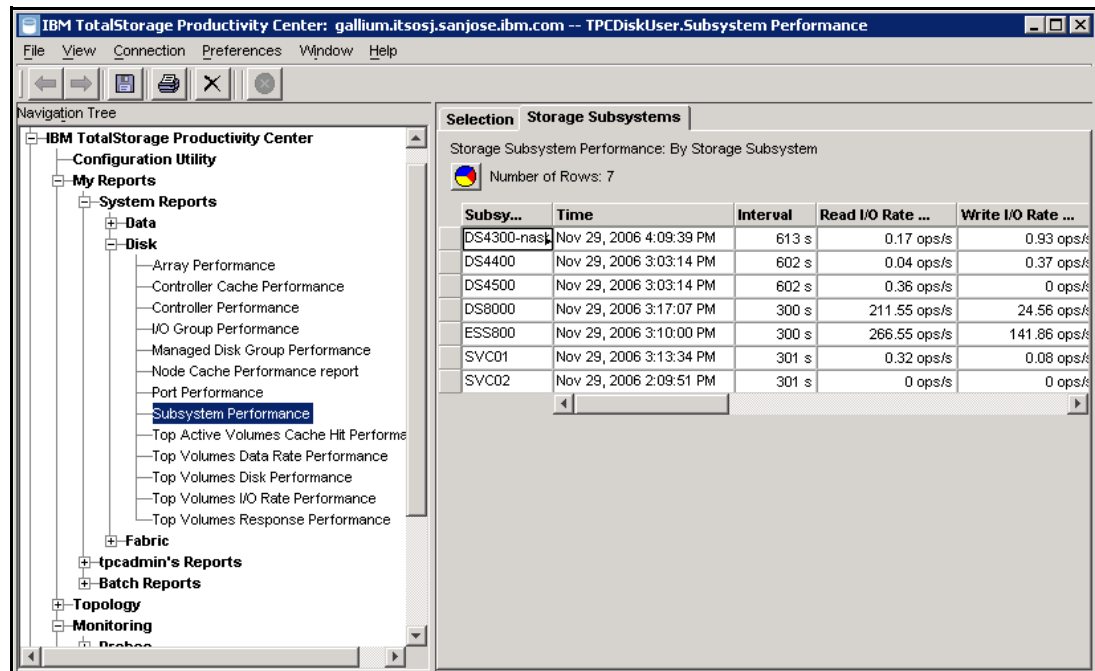 IBM TotalStorage Productivity Center: gallium.itsosj.sanjose.ibm.com -- TPCDiskUser.Subsystem Performance
File View Connection Preferences Window Help
Navigation Tree
IBM TotalStorage Productivity Center
Configuration Utility
My Reports
System Reports
Data
Disk
Array Performance
Controller Cache Performance
Controller Performance
I/O Group Performance
Managed Disk Group Performance
Node Cache Performance report
Port Performance
Subsystem Performance
Top Active Volumes Cache Hit Performa
Top Volumes Data Rate Performance
Top Volumes Disk Performance
Top Volumes I/O Rate Performance
Top Volumes Response Performance
Fabric
tpcadmin's Reports
Batch Reports
Topology
Monitoring
Selection Storage Subsystems
Storage Subsystem Performance: By Storage Subsystem
Number of Rows: 7
Subsy... Time Interval Read I/O Rate ... Write I/O Rate ...
DS4300-nask Nov 29, 2006 4:09:39 PM 613 s 0.17 ops/s 0.93 ops/s
DS4400 Nov 29, 2006 3:03:14 PM 602 s 0.04 ops/s 0.37 ops/s
DS4500 Nov 29, 2006 3:03:14 PM 602 s 0.36 ops/s 0 ops/s
DS8000 Nov 29, 2006 3:17:07 PM 300 s 211.55 ops/s 24.56 ops/s
ESS800 Nov 29, 2006 3:10:00 PM 300 s 266.55 ops/s 141.86 ops/s
SVC01 Nov 29, 2006 3:13:34 PM 301 s 0.32 ops/s 0.08 ops/s
SVC02 Nov 29, 2006 2:09:51 PM 301 s 0 ops/s 0 ops/s